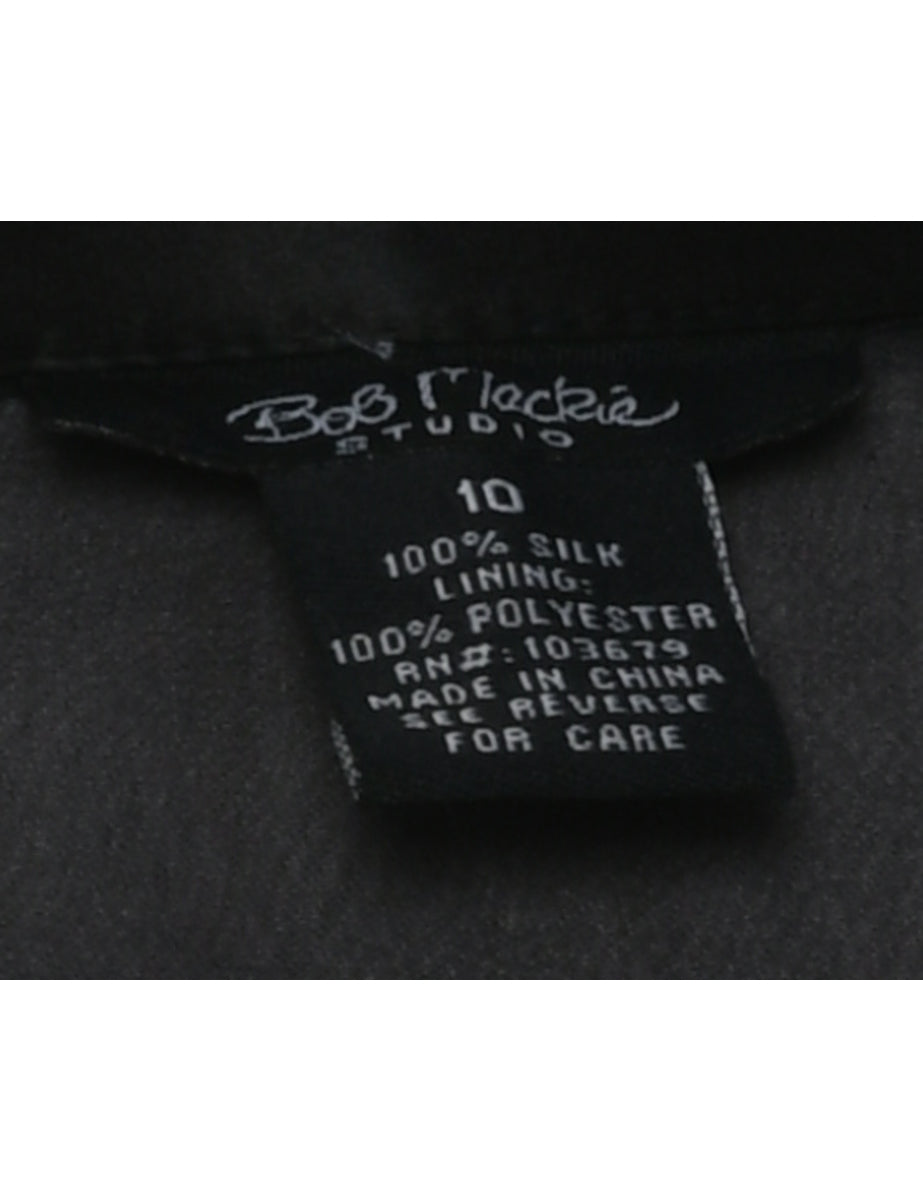 Bob Mackie
STUDIO
10
100% SILK
LINING:
100% POLYESTER
RN#:103679
MADE IN CHINA
SEE REVERSE
FOR CARE